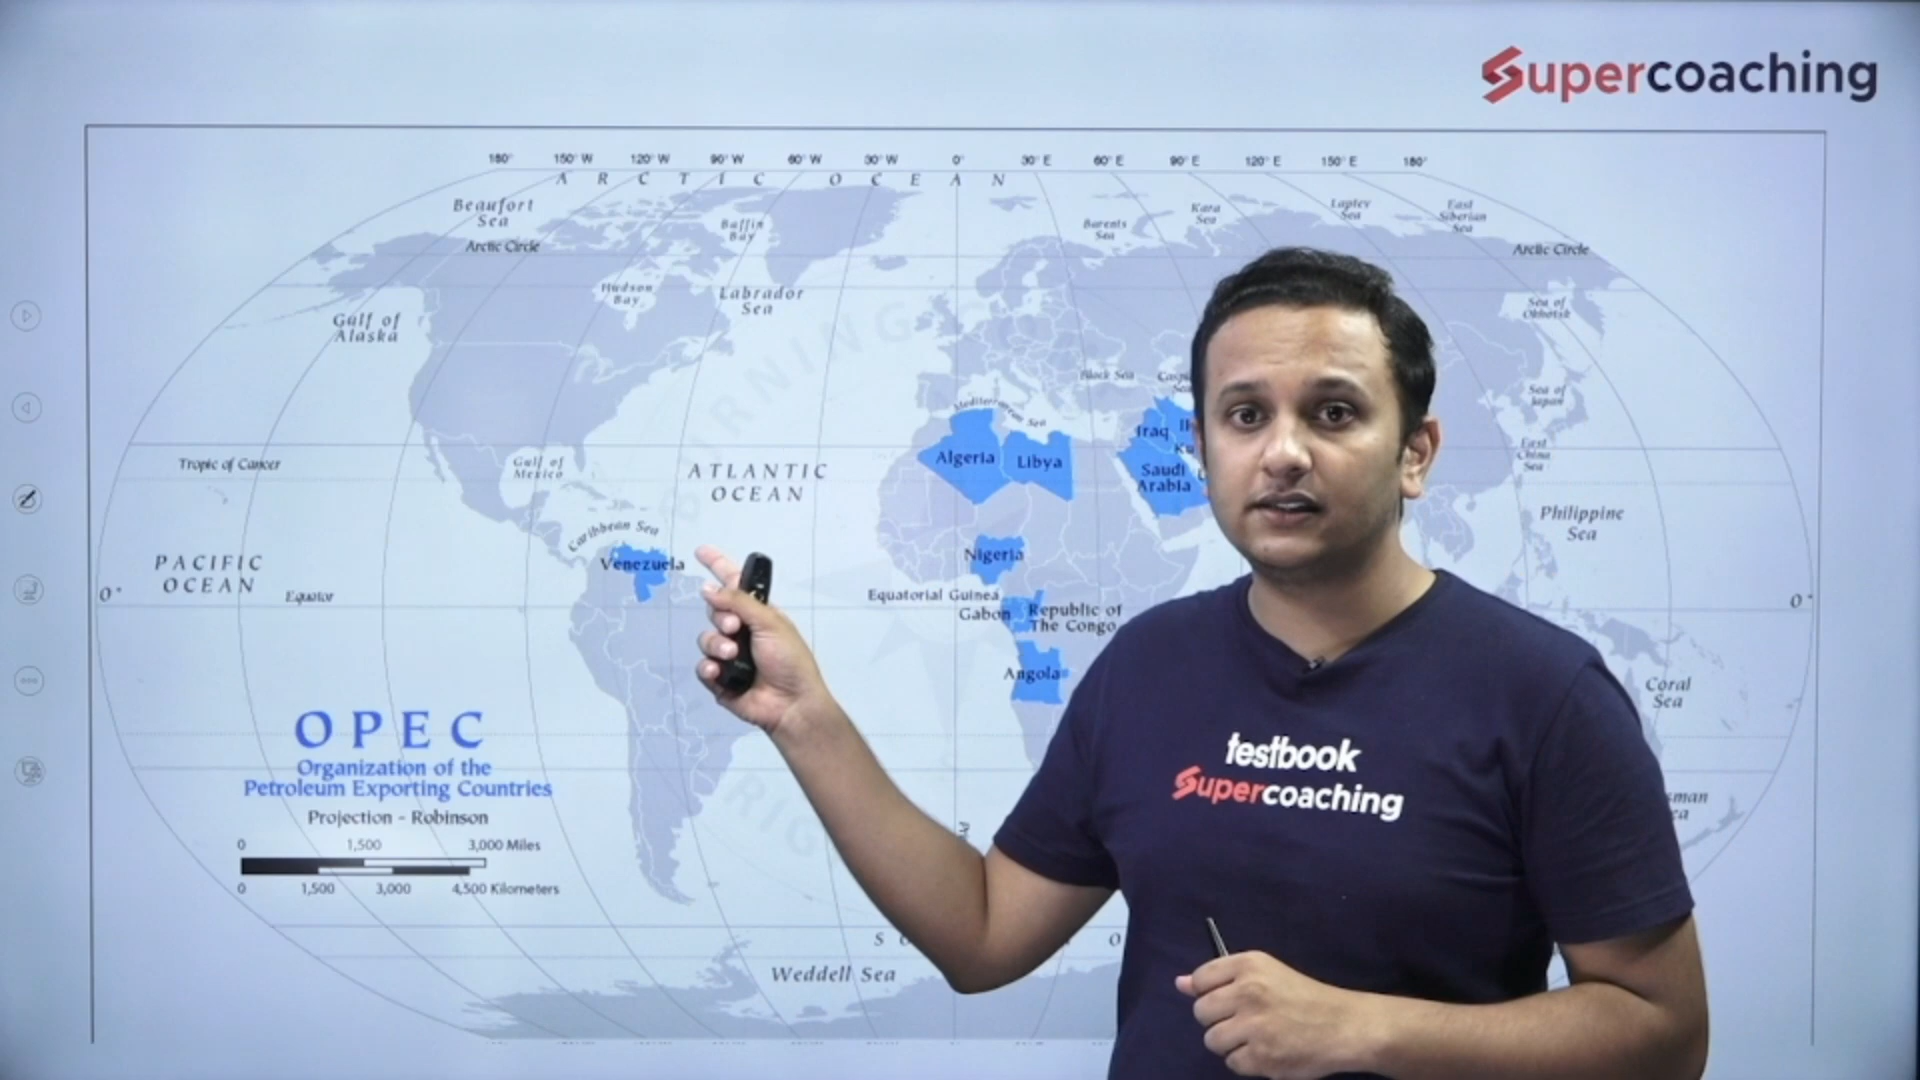 Supercoaching
180° 150° W 120° W 90° W 60° W 30° W 0° 30° E 60° E 90° E 120° E 150° E 180°
ARCTIC OCEAN
Beaufort
Sea
Baffin
Bay
Barents
Sea
Kara
Sea
Laptev
Sea
East
Siberian
Sea
Arctic Circle
Arctic Circle
Hudson
Bay
Labrador
Sea
Sea of
Okhotsk
Gulf of
Alaska
Black Sea
Sea of
Japan
Mediterranean Sea
Iraq
Ku
Algeria
Libya
Saudi
Arabia
East
China
Sea
Tropic of Cancer
Gulf of
Mexico
ATLANTIC
OCEAN
Philippine
Sea
Caribbean Sea
Venezuela
Nigeria
PACIFIC
OCEAN
0°
Equator
Equatorial Guinea
Gabon
Republic of
The Congo
0°
Angola
Coral
Sea
OPEC
Organization of the
Petroleum Exporting Countries
Projection - Robinson
0 1,500 3,000 Miles
0 1,500 3,000 4,500 Kilometers
Weddell Sea
testbook
Supercoaching